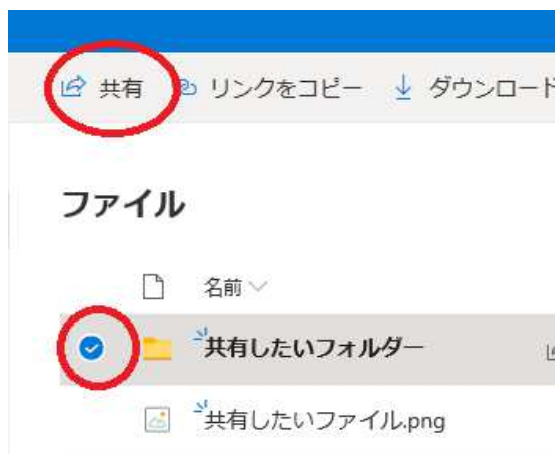 共有 リンクをコピー ダウンロード
ファイル
名前
共有したいフォルダー
共有したいファイル.png